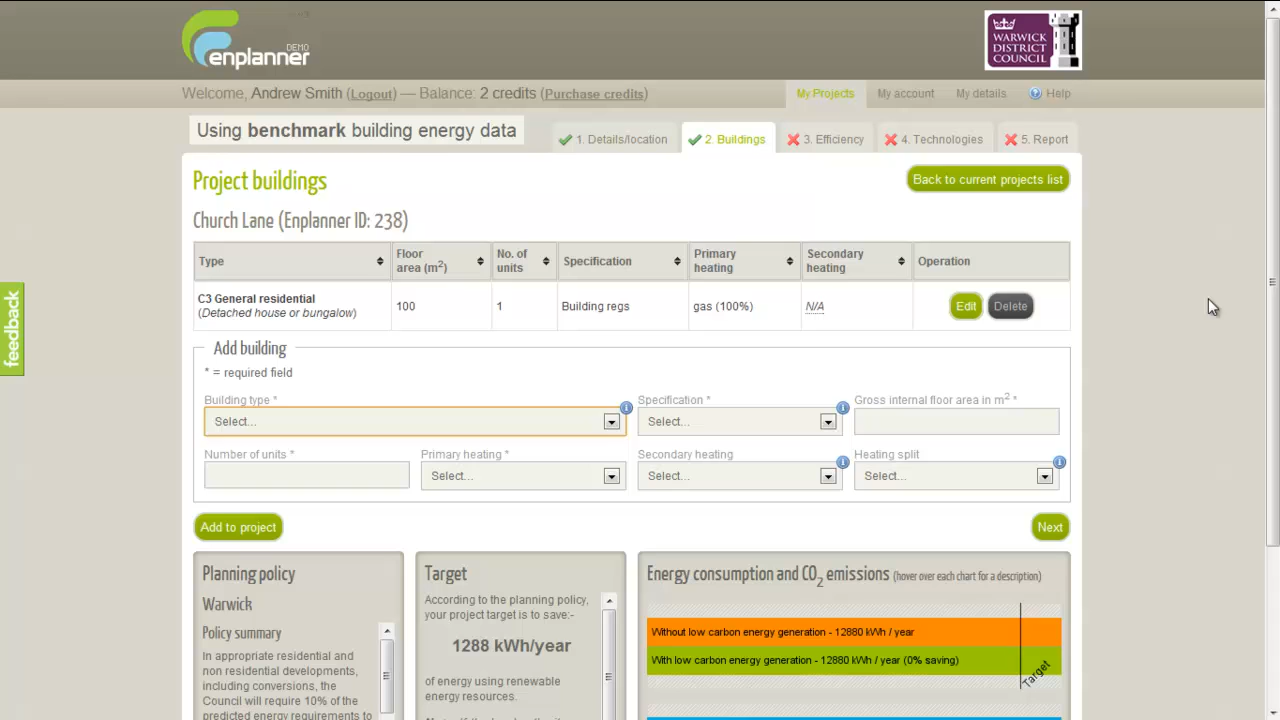 enplanner DEMO
WARWICK
DISTRICT
COUNCIL
Welcome, Andrew Smith (Logout) — Balance: 2 credits (Purchase credits)
My Projects
My account
My details
Help
Using benchmark building energy data
1. Details/location
2. Buildings
3. Efficiency
4. Technologies
5. Report
Project buildings
Back to current projects list
Church Lane (Enplanner ID: 238)
Type
Floor area (m2)
No. of units
Specification
Primary heating
Secondary heating
Operation
C3 General residential
(Detached house or bungalow)
100
1
Building regs
gas (100%)
N/A
Edit
Delete
Add building
* = required field
Building type *
Specification *
Gross internal floor area in m2 *
Select...
Select...
Number of units *
Primary heating *
Secondary heating
Heating split
Select...
Select...
Select...
Add to project
Next
feedback
Planning policy
Warwick
Policy summary
In appropriate residential and
non residential developments,
including conversions, the
Council will require 10% of the
predicted energy requirements to
Target
According to the planning policy,
your project target is to save:-
1288 kWh/year
of energy using renewable
energy resources.
Energy consumption and CO2 emissions (hover over each chart for a description)
Without low carbon energy generation - 12880 kWh / year
With low carbon energy generation - 12880 kWh / year (0% saving)
Target